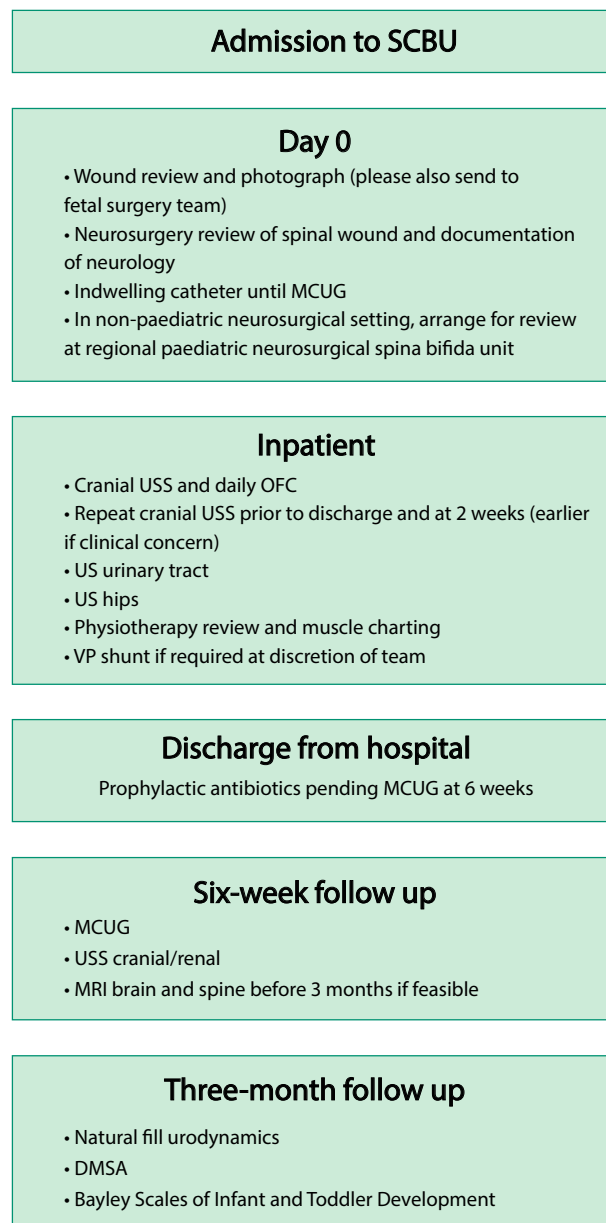 Admission to SCBU
Day 0
• Wound review and photograph (please also send to
fetal surgery team)
• Neurosurgery review of spinal wound and documentation
of neurology
• Indwelling catheter until MCUG
• In non-paediatric neurosurgical setting, arrange for review
at regional paediatric neurosurgical spina bifida unit
Inpatient
• Cranial USS and daily OFC
• Repeat cranial USS prior to discharge and at 2 weeks (earlier
if clinical concern)
• US urinary tract
• US hips
• Physiotherapy review and muscle charting
• VP shunt if required at discretion of team
Discharge from hospital
Prophylactic antibiotics pending MCUG at 6 weeks
Six-week follow up
• MCUG
• USS cranial/renal
• MRI brain and spine before 3 months if feasible
Three-month follow up
• Natural fill urodynamics
• DMSA
• Bayley Scales of Infant and Toddler Development